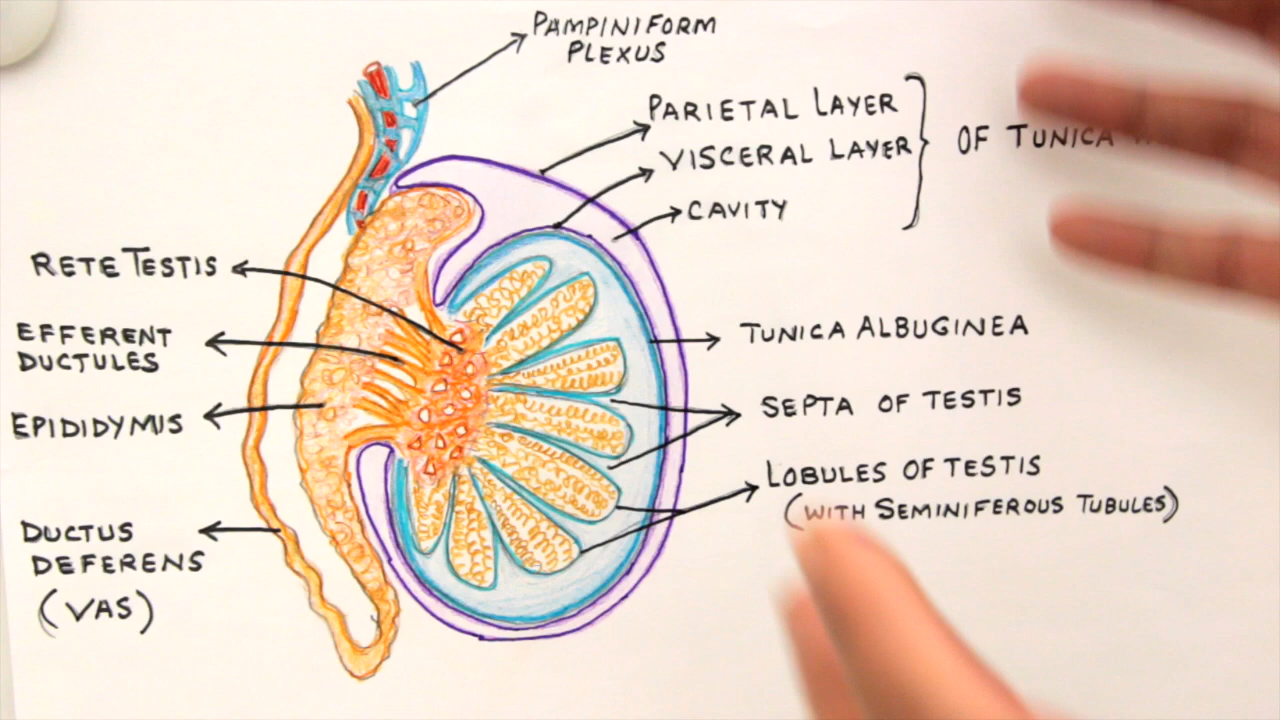 PAMPINIFORM
PLEXUS
PARIETAL LAYER
VISCERAL LAYER
OF TUNICA
CAVITY
RETE TESTIS
EFFERENT
DUCTULES
TUNICA ALBUGINEA
EPIDIDYMIS
SEPTA OF TESTIS
LOBULES OF TESTIS
(WITH SEMINIFEROUS TUBULES)
DUCTUS
DEFERENS
(VAS)